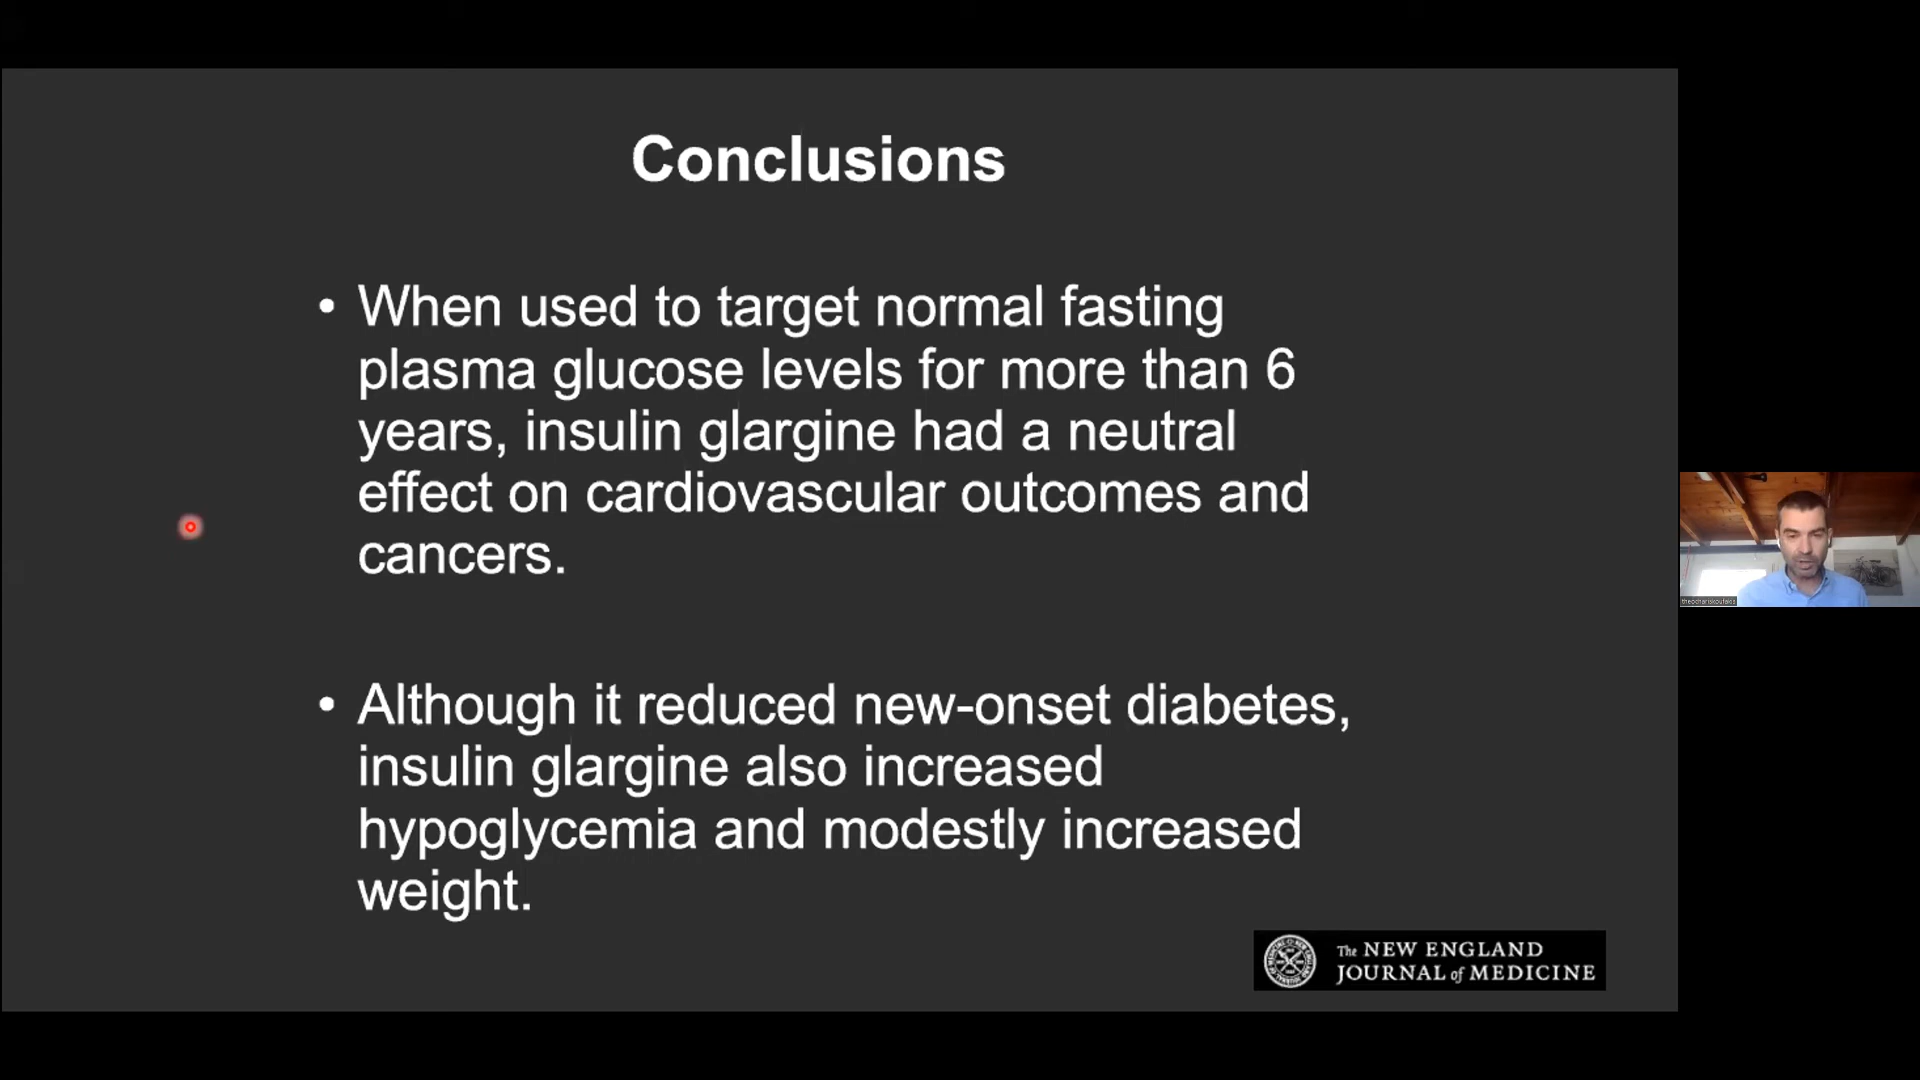 Conclusions
• When used to target normal fasting
plasma glucose levels for more than 6
years, insulin glargine had a neutral
effect on cardiovascular outcomes and
cancers.
• Although it reduced new-onset diabetes,
insulin glargine also increased
hypoglycemia and modestly increased
weight.
The NEW ENGLAND
JOURNAL of MEDICINE